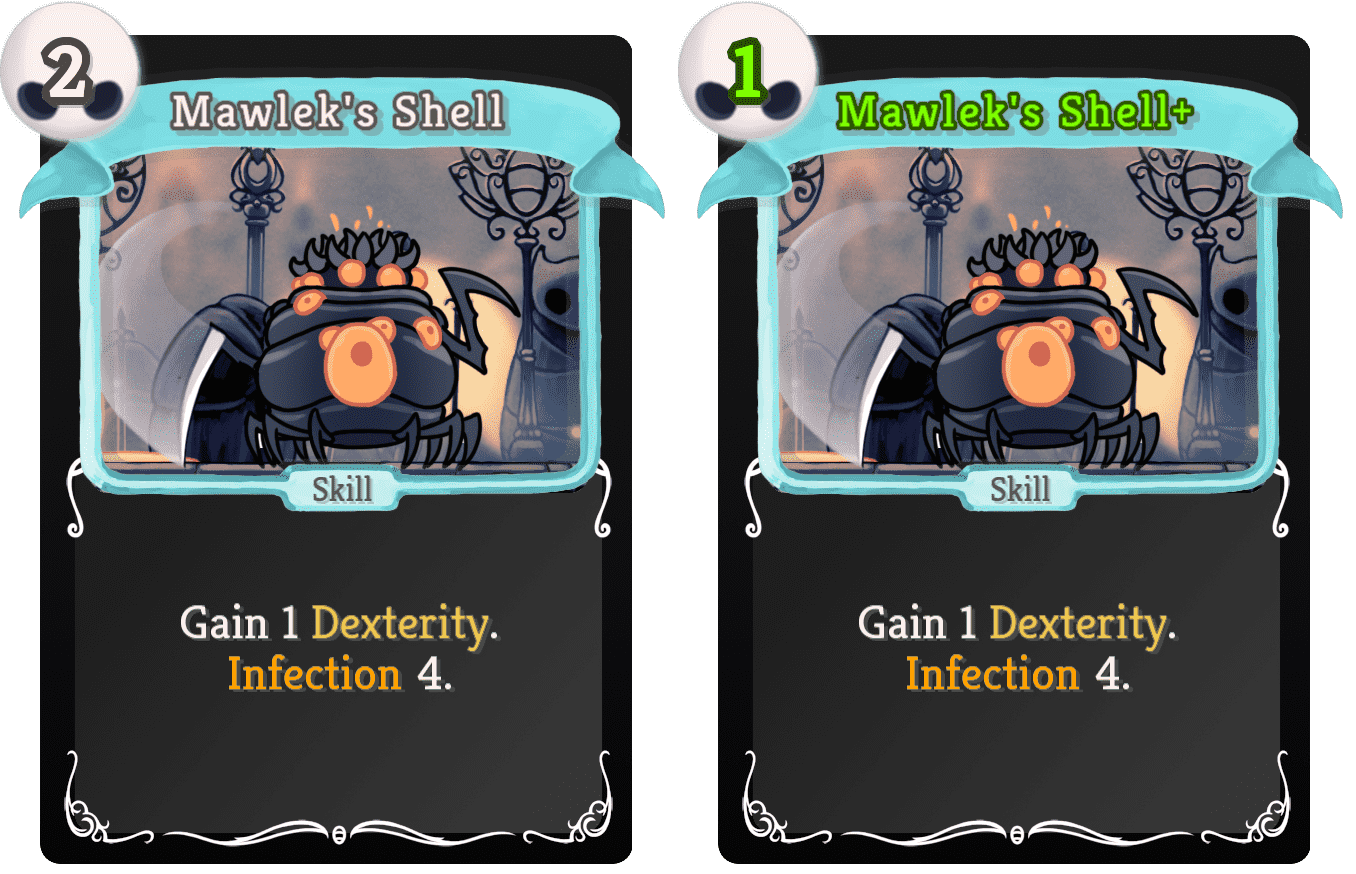 2
Mawlek's Shell
Skill
Gain 1 Dexterity.
Infection 4.
1
Mawlek's Shell+
Skill
Gain 1 Dexterity.
Infection 4.